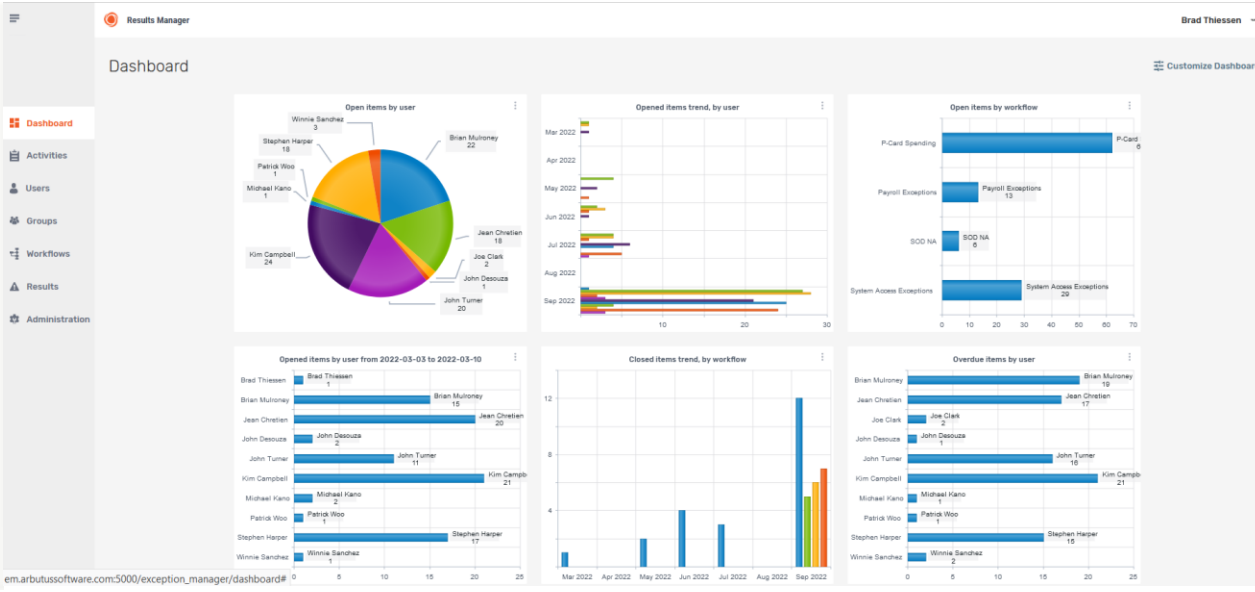 Results Manager
Brad Thiessen
Dashboard
Customize Dashboar
Dashboard
Activities
Users
Groups
Workflows
Results
Administration
Open items by user
Winnie Sanchez
3
Stephen Harper
18
Patrick Woo
1
Michael Kano
1
Kim Campbell
24
Brian Mulroney
22
Jean Chretien
18
Joe Clark
2
John Desouza
1
John Turner
20
Opened items trend, by user
Mar 2022
Apr 2022
May 2022
Jun 2022
Jul 2022
Aug 2022
Sep 2022
10 20 30
Open items by workflow
P-Card Spending
P-Card
6
Payroll Exceptions
Payroll Exceptions
13
SOD NA
SOD NA
6
System Access Exceptions
System Access Exceptions
29
0 10 20 30 40 50 60 70
Opened items by user from 2022-03-03 to 2022-03-10
Brad Thiessen
Brad Thiessen
1
Brian Mulroney
Brian Mulroney
15
Jean Chretien
Jean Chretien
20
John Desouza
John Desouza
2
John Turner
John Turner
11
Kim Campbell
Kim Campb
21
Michael Kano
Michael Kano
2
Patrick Woo
Patrick Woo
1
Stephen Harper
Stephen Harper
17
Winnie Sanchez
Winnie Sanchez
1
0 5 10 15 20 25
Closed items trend, by workflow
12
8
4
Mar 2022 Apr 2022 May 2022 Jun 2022 Jul 2022 Aug 2022 Sep 2022
Overdue items by user
Brian Mulroney
Brian Mulroney
19
Jean Chretien
Jean Chretien
17
Joe Clark
Joe Clark
2
John Desouza
John Desouza
1
John Turner
John Turner
16
Kim Campbell
Kim Campb
21
Michael Kano
Michael Kano
1
Patrick Woo
Patrick Woo
1
Stephen Harper
Stephen Harper
15
Winnie Sanchez
Winnie Sanchez
2
0 5 10 15 20 25
em.arbutussoftware.com:5000/exception_manager/dashboard#